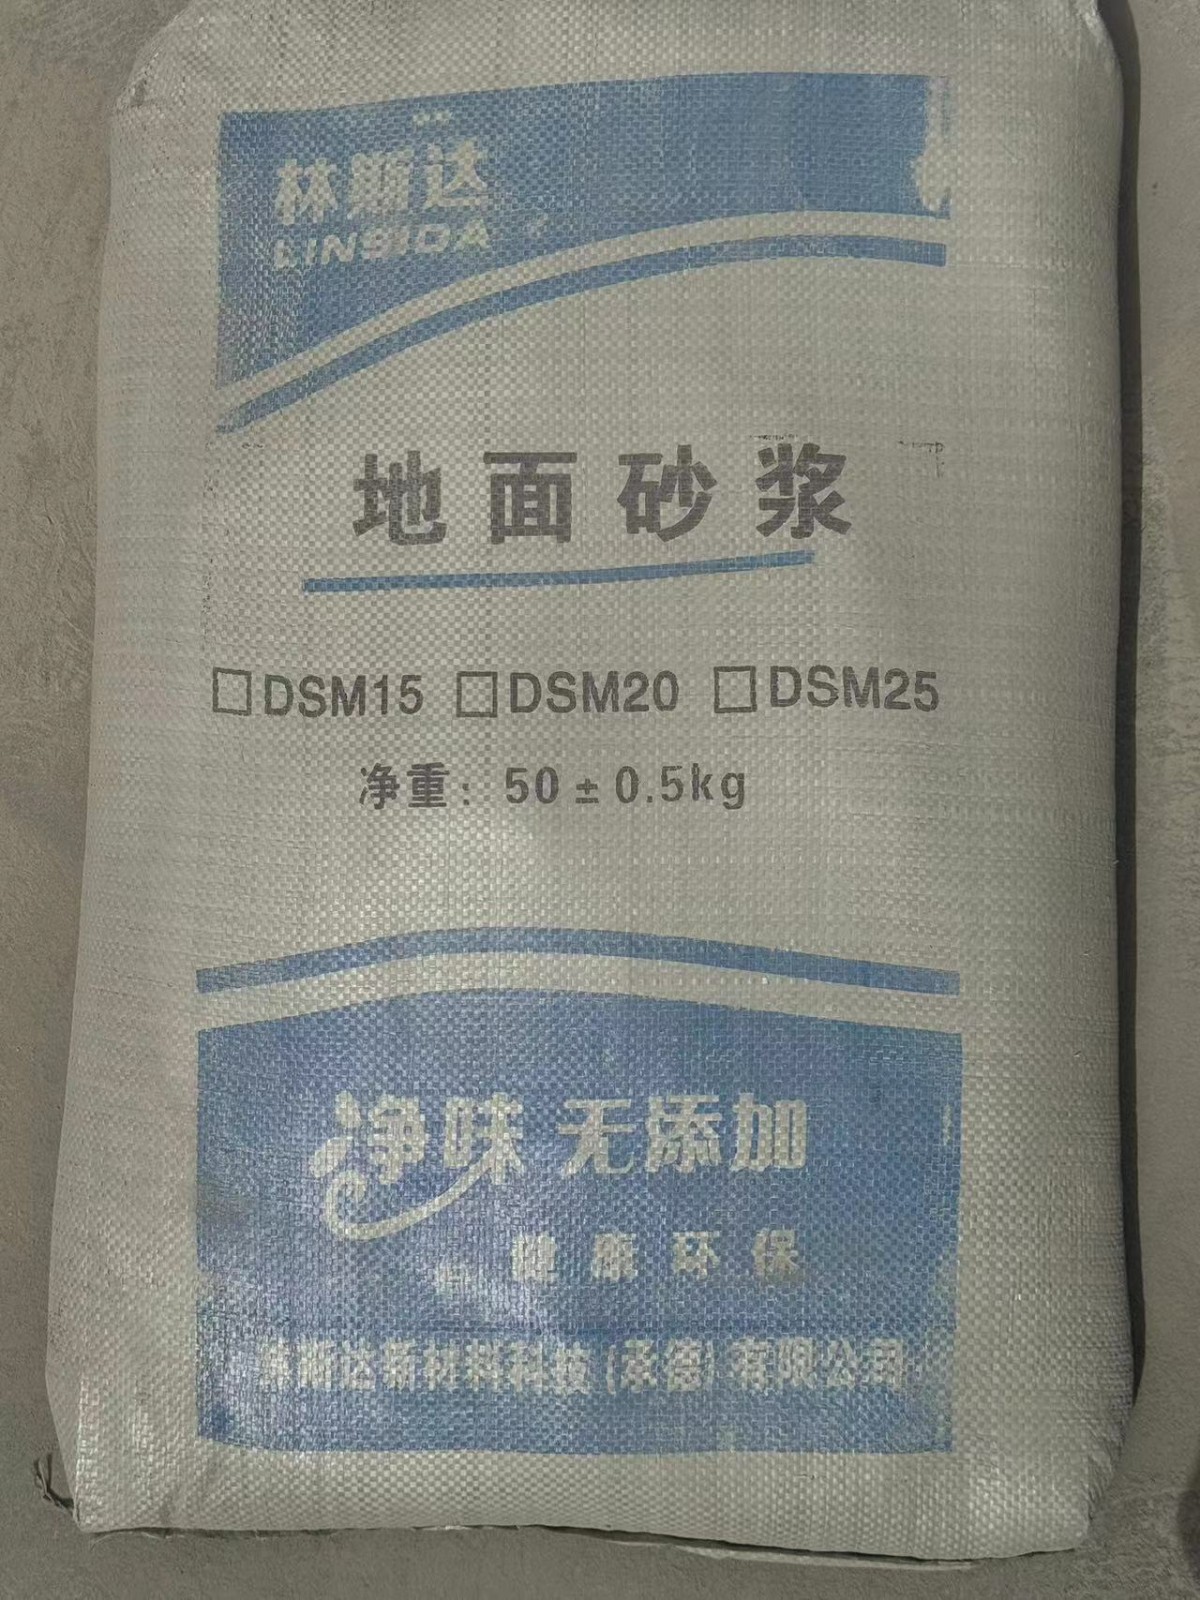 林斯达
LINSIDA
地面砂浆
□DSM15 □DSM20 □DSM25
净重：50±0.5kg
净味 无添加
健康环保
林斯达新材料科技(承德)有限公司